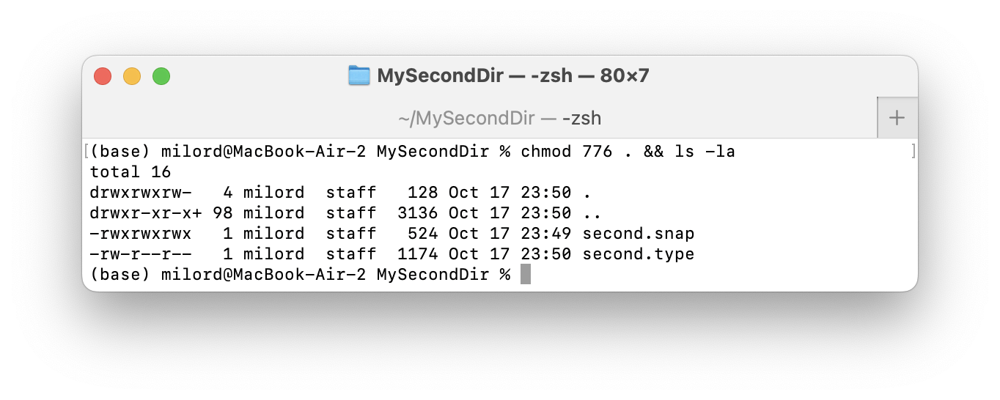 MySecondDir — -zsh — 80×7
~/MySecondDir — -zsh
+
[(base) milord@MacBook-Air-2 MySecondDir % chmod 776 . && ls -la ]
total 16
drwxrwxrw-   4 milord  staff   128 Oct 17 23:50 .
drwxr-xr-x+ 98 milord  staff  3136 Oct 17 23:50 ..
-rwxrwxrwx   1 milord  staff   524 Oct 17 23:49 second.snap
-rw-r--r--   1 milord  staff  1174 Oct 17 23:50 second.type
(base) milord@MacBook-Air-2 MySecondDir %